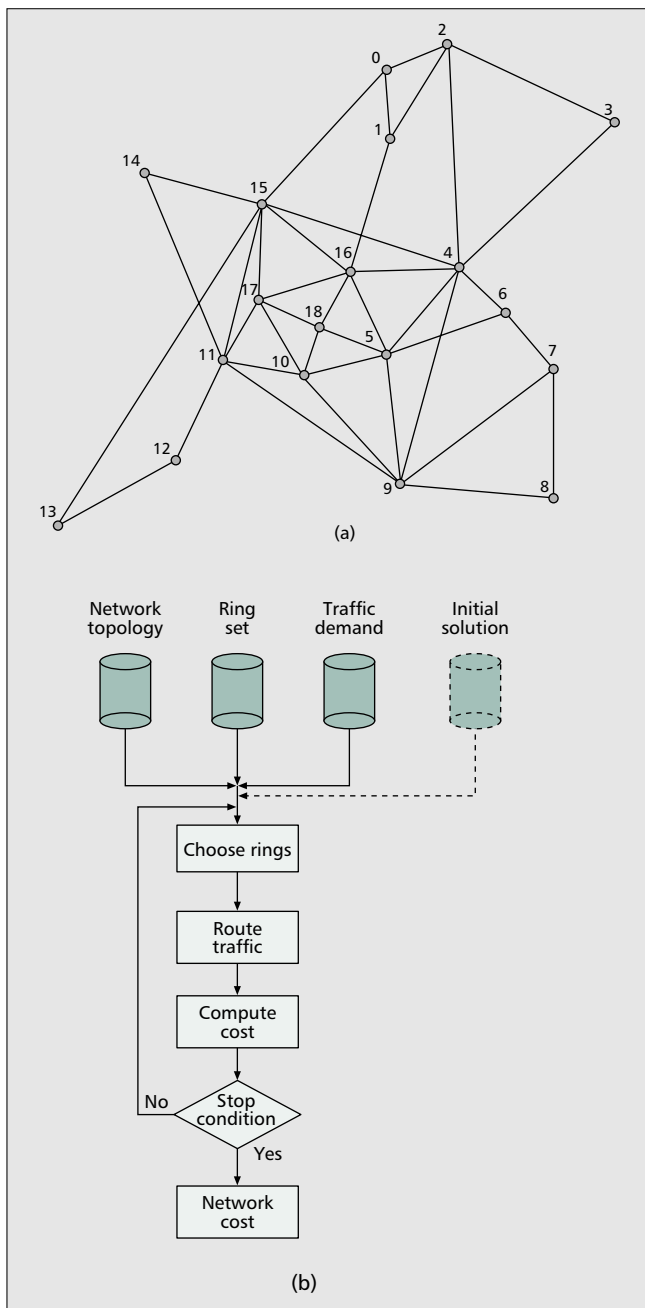 2
0
3
1
14
15
16
4
17
6
18
5
7
11
10
12
9
8
13
(a)
Network
topology
Ring
set
Traffic
demand
Initial
solution
Choose rings
Route
traffic
Compute
cost
No
Stop
condition
Yes
Network
cost
(b)